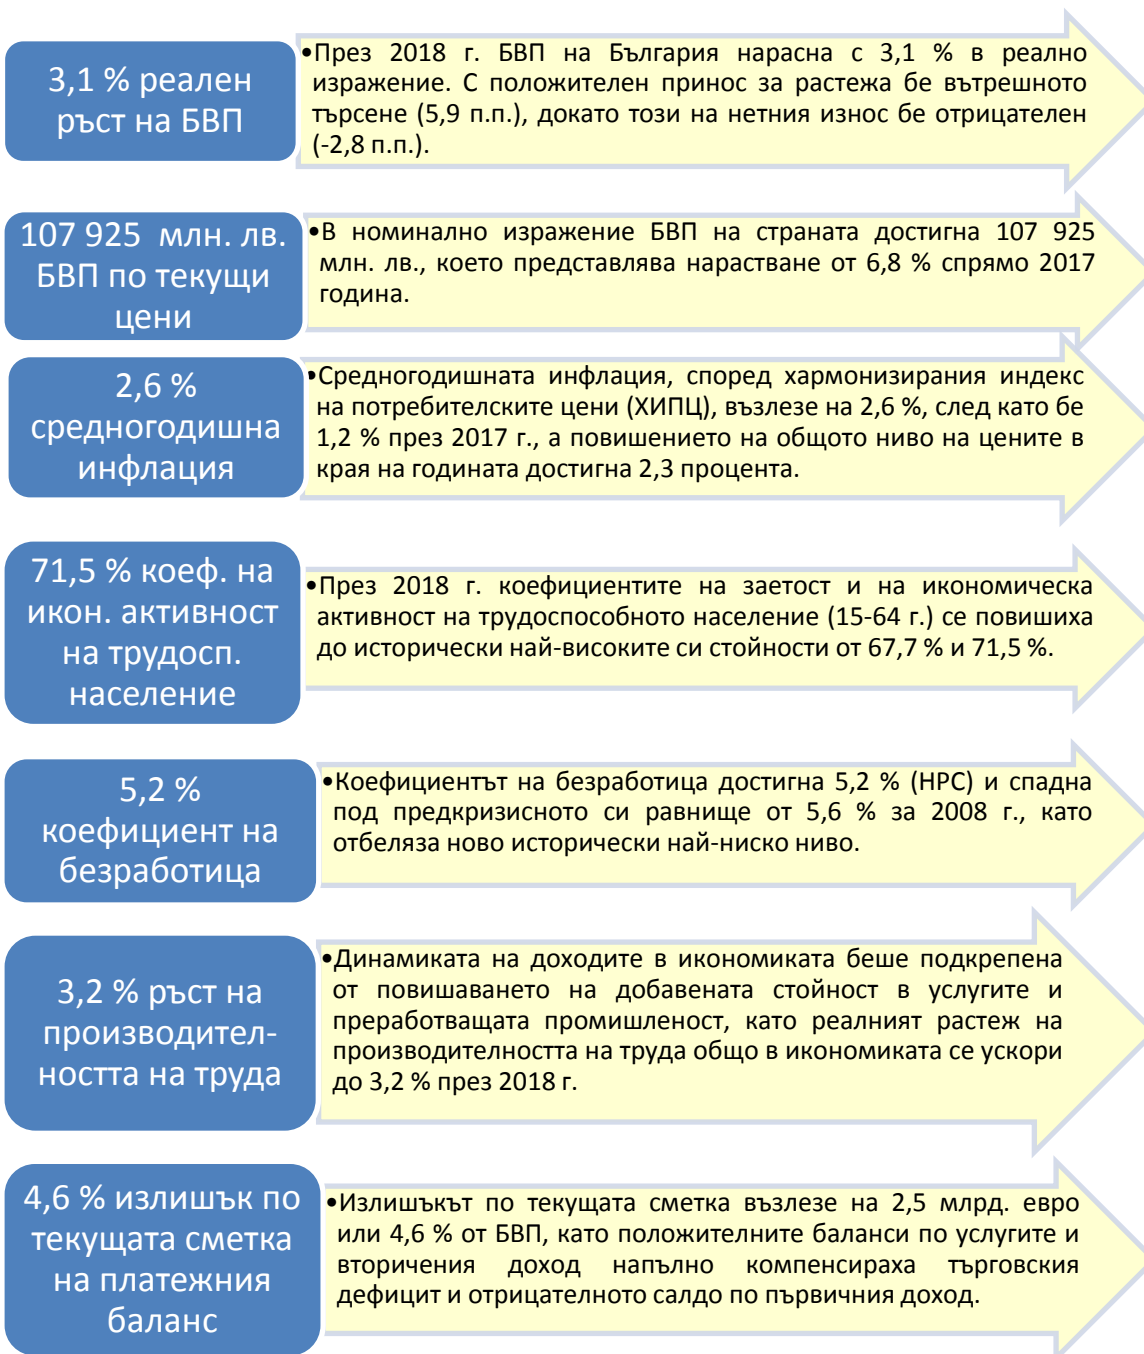 3,1 % реален
ръст на БВП
•През 2018 г. БВП на България нарасна с 3,1 % в реално
изражение. С положителен принос за растежа бе вътрешното
търсене (5,9 п.п.), докато този на нетния износ бе отрицателен
(-2,8 п.п.).
107 925 млн. лв.
БВП по текущи
цени
•В номинално изражение БВП на страната достигна 107 925
млн. лв., което представлява нарастване от 6,8 % спрямо 2017
година.
2,6 %
средногодишна
инфлация
•Средногодишната инфлация, според хармонизирания индекс
на потребителските цени (ХИПЦ), възлезе на 2,6 %, след като бе
1,2 % през 2017 г., а повишението на общото ниво на цените в
края на годината достигна 2,3 процента.
71,5 % коеф. на
икон. активност
на трудосп.
население
•През 2018 г. коефициентите на заетост и на икономическа
активност на трудоспособното население (15-64 г.) се повишиха
до исторически най-високите си стойности от 67,7 % и 71,5 %.
5,2 %
коефициент на
безработица
•Коефициентът на безработица достигна 5,2 % (НРС) и спадна
под предкризисното си равнище от 5,6 % за 2008 г., като
отбеляза ново исторически най-ниско ниво.
3,2 % ръст на
производител-
ността на труда
•Динамиката на доходите в икономиката беше подкрепена
от повишаването на добавената стойност в услугите и
преработващата промишленост, като реалният растеж на
производителността на труда общо в икономиката се ускори
до 3,2 % през 2018 г.
4,6 % излишък по
текущата сметка
на платежния
баланс
•Излишъкът по текущата сметка възлезе на 2,5 млрд. евро
или 4,6 % от БВП, като положителните баланси по услугите и
вторичения доход напълно компенсираха търговския
дефицит и отрицателното салдо по първичния доход.